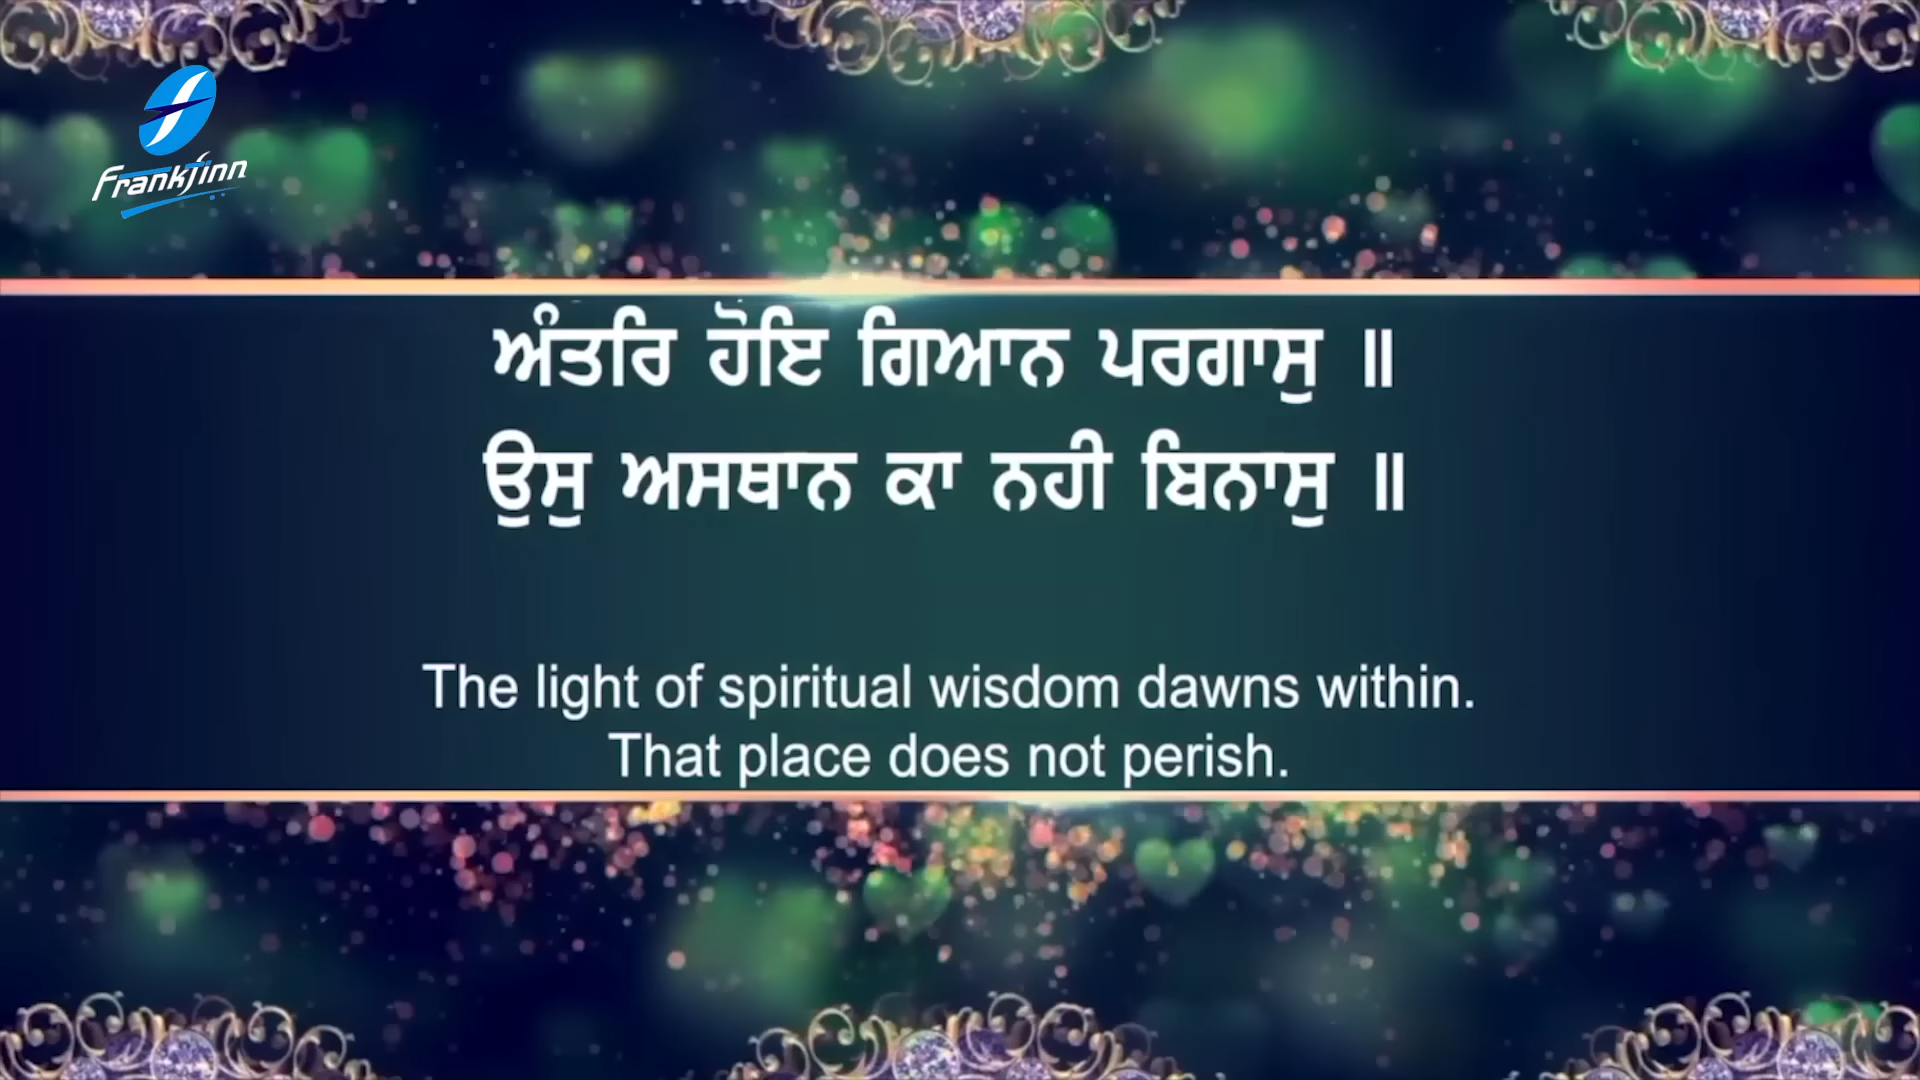 Frankfinn
ਅੰਤਰਿ ਹੋਇ ਗਿਆਨ ਪਰਗਾਸੁ ॥
ਉਸੁ ਅਸਥਾਨ ਕਾ ਨਹੀ ਬਿਨਾਸੁ ॥
The light of spiritual wisdom dawns within.
That place does not perish.